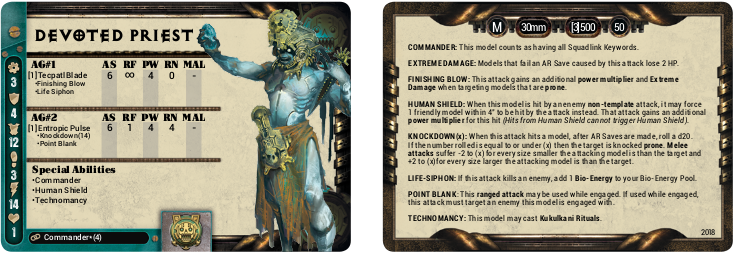 DEVOTED PRIEST
AG#1 AS RF PW RN MAL
[1]Tecpatl Blade 6 ∞ 4 0 -
•Finishing Blow
•Life Siphon
AG#2 AS RF PW RN MAL
[1]Entropic Pulse 6 1 4 4 -
•Knockdown(14)
•Point Blank
Special Abilities
•Commander
•Human Shield
•Technomancy
3
4
12
3
14
1
Commander•(4)
M 30mm [3]500 50
COMMANDER: This model counts as having all Squadlink Keywords.
EXTREME DAMAGE: Models that fail an AR Save caused by this attack lose 2 HP.
FINISHING BLOW: This attack gains an additional power multiplier and Extreme
Damage when targeting models that are prone.
HUMAN SHIELD: When this model is hit by an enemy non-template attack, it may force
1 friendly model within 4" to be hit by the attack instead. That attack gains an additional
power multiplier for this hit (Hits from Human Shield cannot trigger Human Shield).
KNOCKDOWN(x): When this attack hits a model, after AR Saves are made, roll a d20.
If the number rolled is equal to or under (x) then the target is knocked prone. Melee
attacks suffer -2 to (x) for every size smaller the attacking model is than the target and
+2 to (x)for every size larger the attacking model is than the target.
LIFE-SIPHON: If this attack kills an enemy, add 1 Bio-Energy to your Bio-Energy Pool.
POINT BLANK: This ranged attack may be used while engaged. If used while engaged,
this attack must target an enemy this model is engaged with.
TECHNOMANCY: This model may cast Kukulkani Rituals.
2018